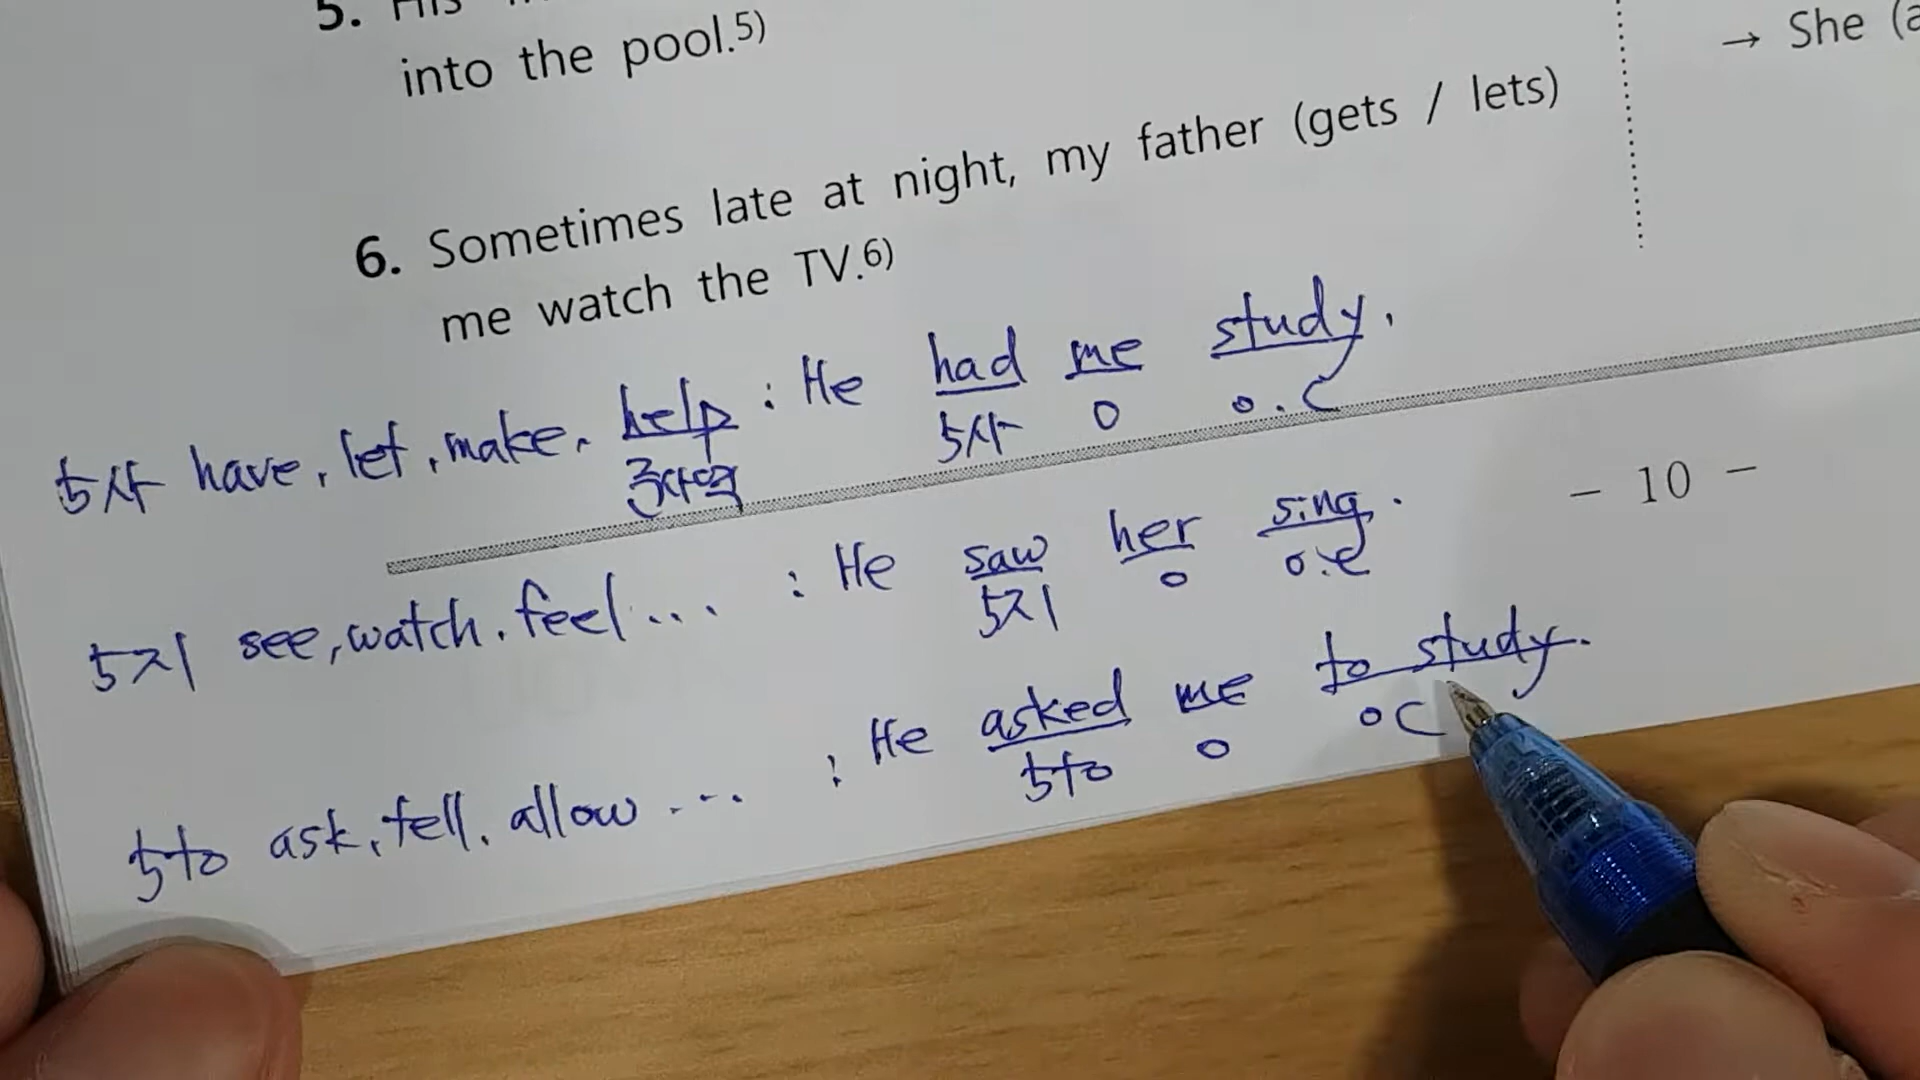 5. His
into the pool.5)
→ She (a
6. Sometimes late at night, my father (gets / lets)
me watch the TV.6)
5사 have, let, make, help : He had me study.
준사역 5사 o o.c
- 10 -
5지 see, watch, feel... : He saw her sing.
5지 o o.c
5to ask, tell, allow ... : He asked me to study.
5to o oc